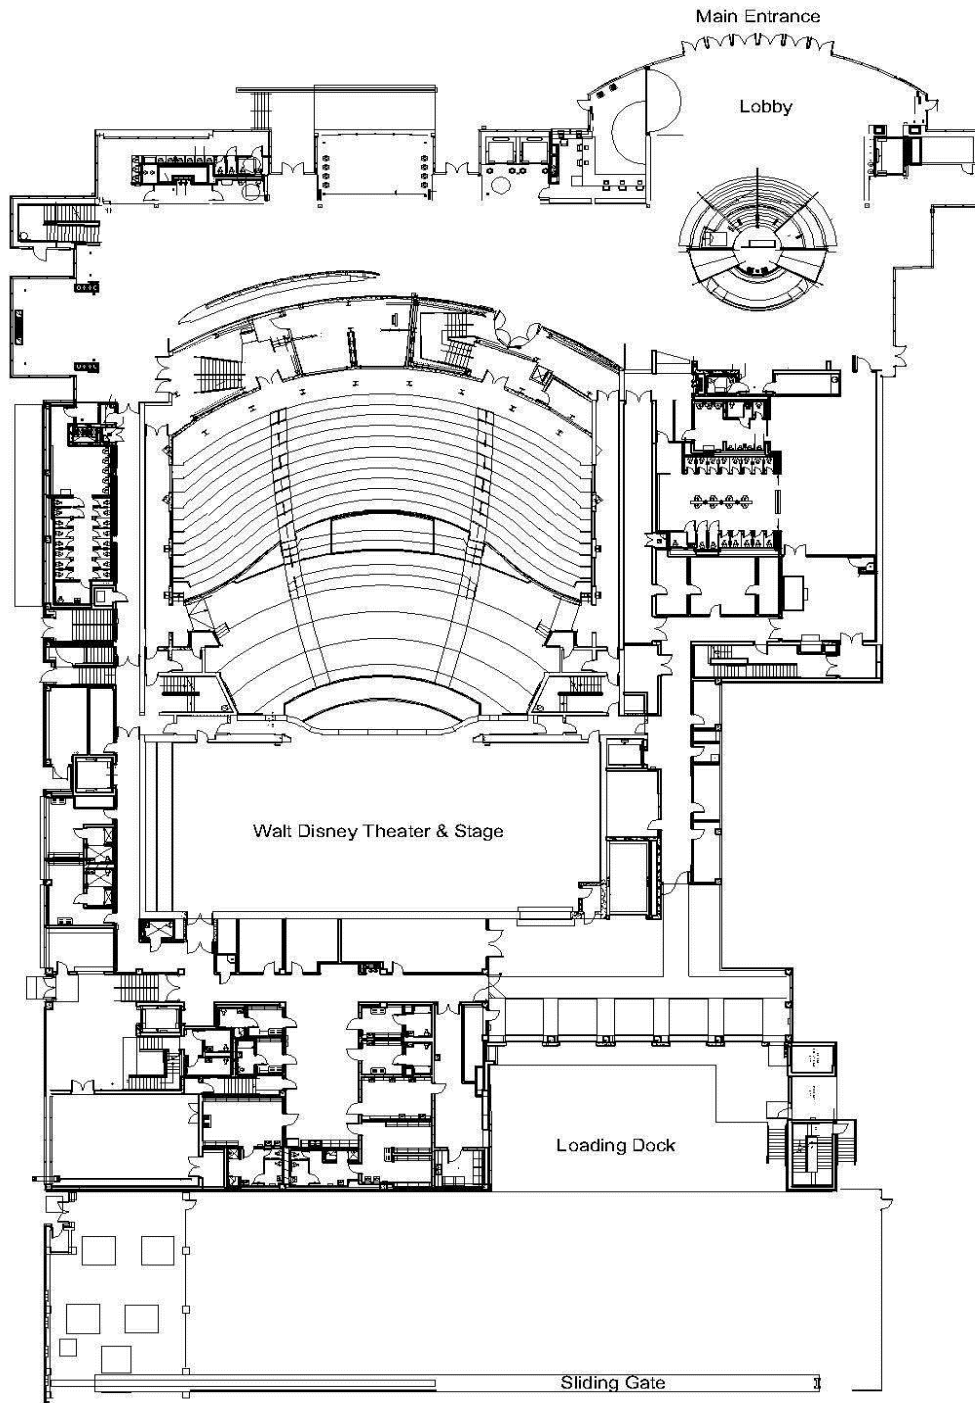 Main Entrance
Lobby
Walt Disney Theater & Stage
Loading Dock
Sliding Gate